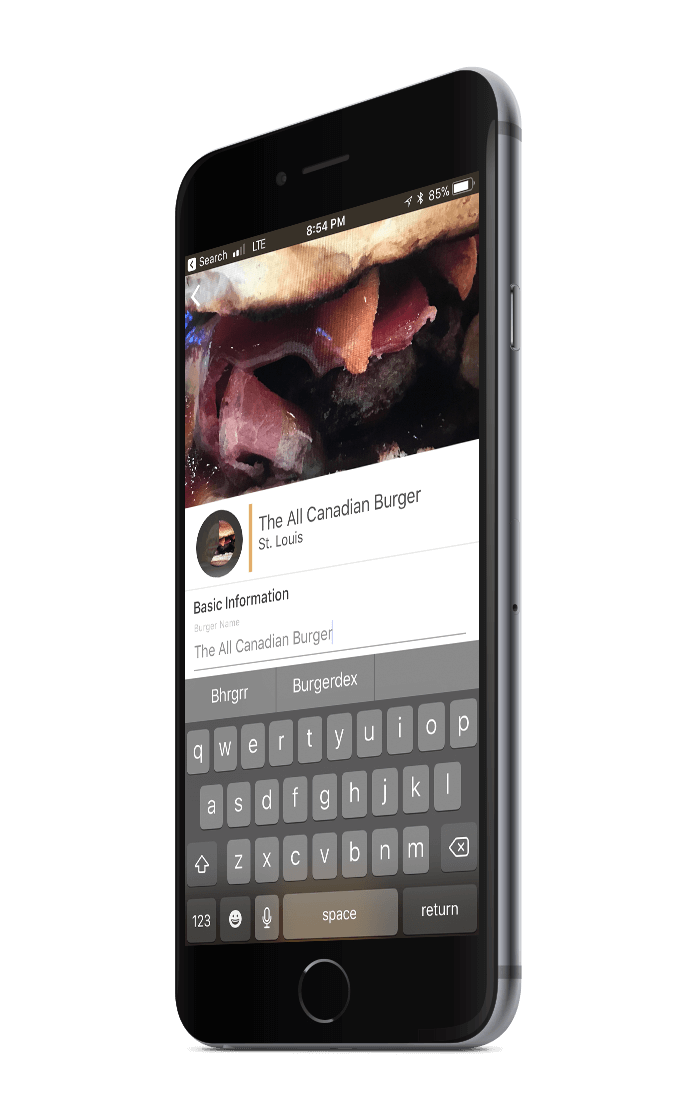 Search LTE 8:54 PM 85%
The All Canadian Burger
St. Louis
Basic Information
Burger Name
The All Canadian Burger
Bhrgrr Burgerdex
q w e r t y u i o p
a s d f g h j k l
z x c v b n m
123 space return